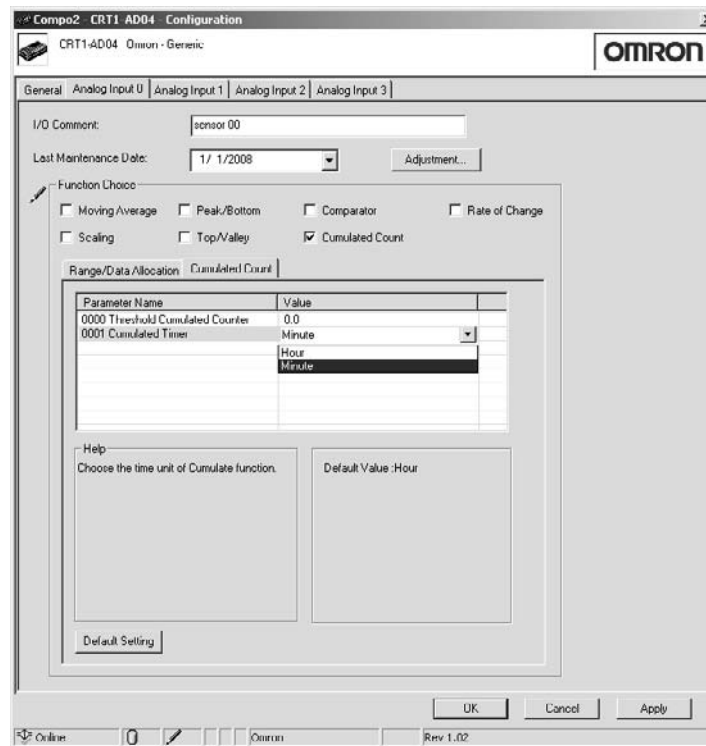 Compo2 - CRT1-AD04 - Configuration
CRT1-AD04 Omron - Generic
OMRON
General Analog Input 0 Analog Input 1 Analog Input 2 Analog Input 3
I/O Comment: sensor 00
Last Maintenance Date: 1/ 1/2008 Adjustment...
Function Choice
Moving Average Peak/Bottom Comparator Rate of Change
Scaling Top/Valley Cumulated Count
Range/Data Allocation Cumulated Count
Parameter Name Value
0000 Threshold Cumulated Counter 0.0
0001 Cumulated Timer Minute
Hour
Minute
Help
Choose the time unit of Cumulate function. Default Value :Hour
Default Setting
OK Cancel Apply
Online 0 Omron Rev 1.02